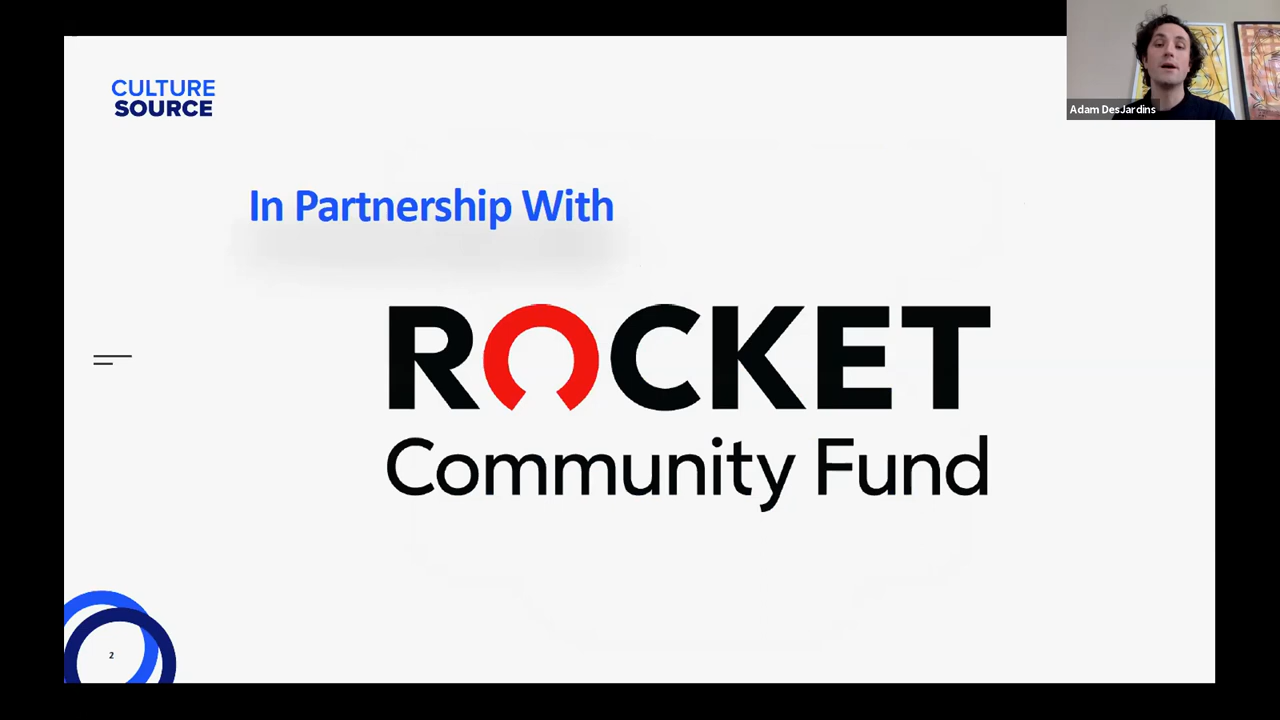 CULTURE
SOURCE
Adam DesJardins
In Partnership With
ROCKET
Community Fund
2